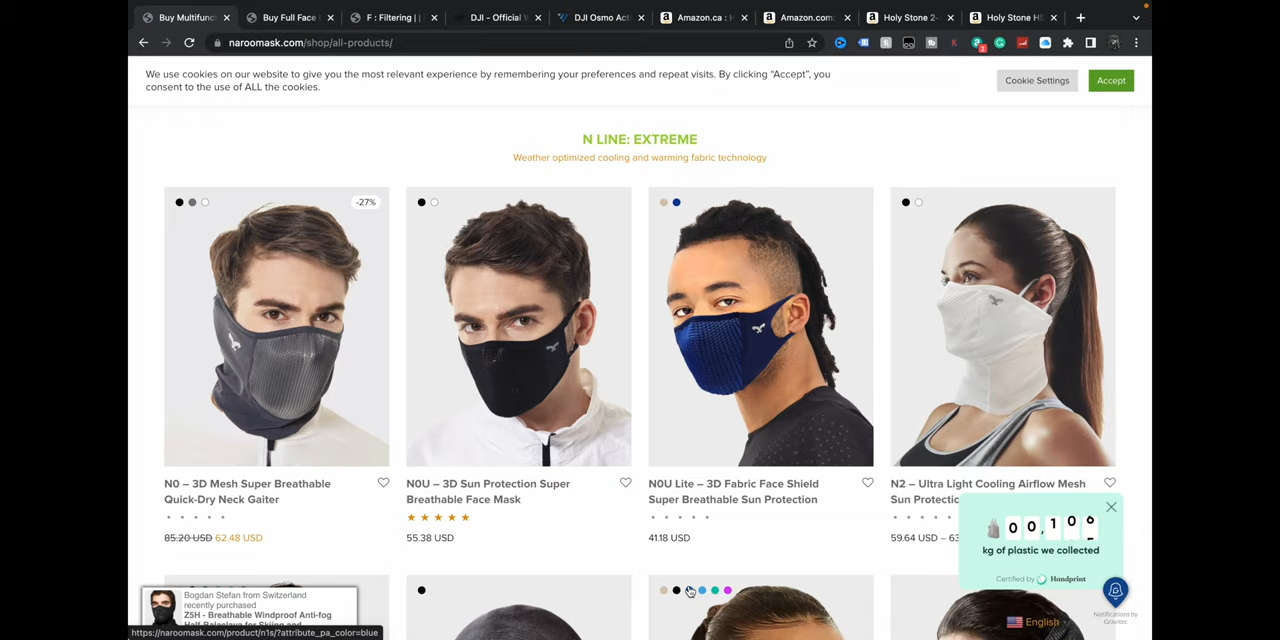 Buy Multifunc
Buy Full Face
F : Filtering | |
DJI - Official W
DJI Osmo Act
Amazon.ca : H
Amazon.com:
Holy Stone 2-
Holy Stone HS
naroomask.com/shop/all-products/
2
We use cookies on our website to give you the most relevant experience by remembering your preferences and repeat visits. By clicking “Accept”, you
consent to the use of ALL the cookies.
Cookie Settings
Accept
N LINE: EXTREME
Weather optimized cooling and warming fabric technology
-27%
N0 – 3D Mesh Super Breathable
Quick-Dry Neck Gaiter
85.20 USD 62.48 USD
N0U – 3D Sun Protection Super
Breathable Face Mask
55.38 USD
N0U Lite – 3D Fabric Face Shield
Super Breathable Sun Protection
41.18 USD
N2 – Ultra Light Cooling Airflow Mesh
Sun Protectio
59.64 USD – 63
0 0 , 1 0
kg of plastic we collected
Certified by Handprint
Notifications by
Gravitec
English
Bogdan Stefan from Switzerland
recently purchased
Z5H - Breathable Windproof Anti-fog
Half-Balaclava for Skiing and
https://naroomask.com/product/n1s/?attribute_pa_color=blue